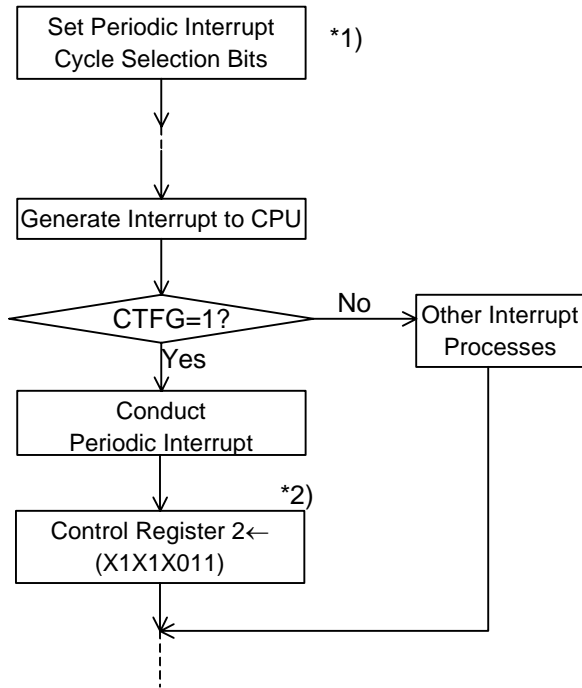 Set Periodic Interrupt
Cycle Selection Bits
*1)
Generate Interrupt to CPU
CTFG=1?
No
Other Interrupt
Processes
Yes
Conduct
Periodic Interrupt
*2)
Control Register 2←
(X1X1X011)